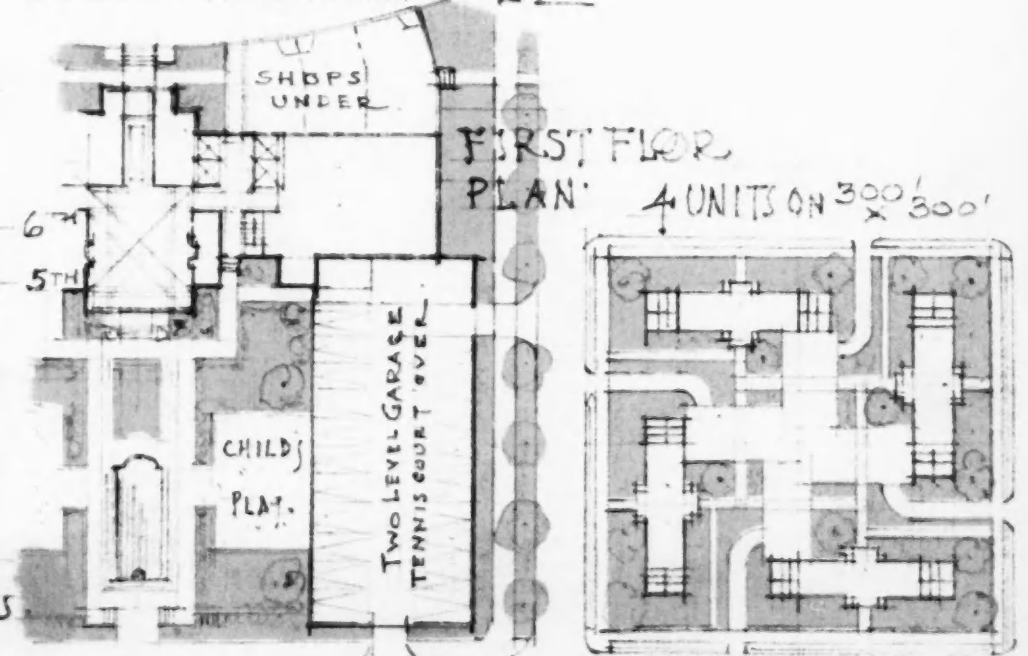 SHOPS
UNDER
FIRST FLOOR
PLAN
4 UNITS ON 300' X 300'
6TH
5TH
CHILDS
PLAY.
TWO LEVEL GARAGE
TENNIS COURT OVER
S